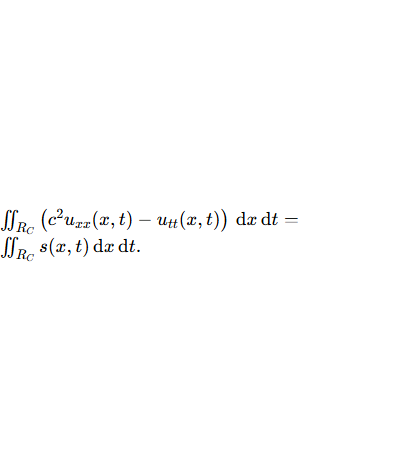 ∬_{R_C} (c²u_{xx}(x, t) − u_{tt}(x, t)) dx dt =
∬_{R_C} s(x, t) dx dt.